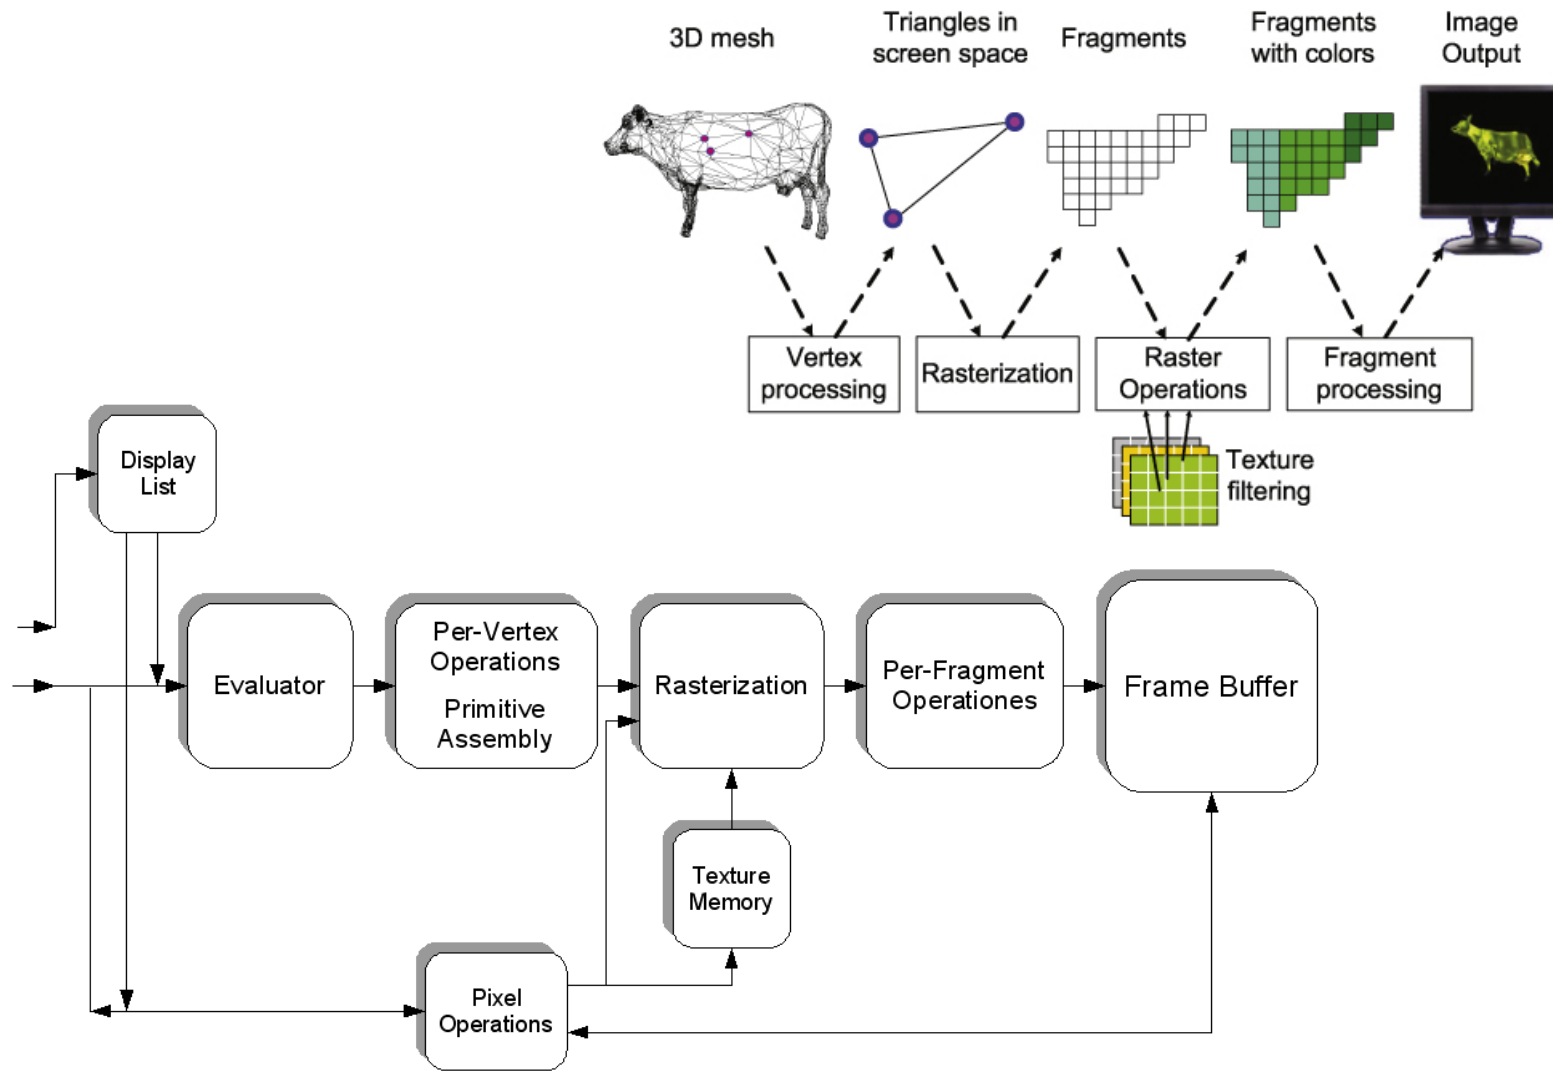 3D mesh
Triangles in
screen space
Fragments
Fragments
with colors
Image
Output
Vertex
processing
Rasterization
Raster
Operations
Fragment
processing
Texture
filtering
Display
List
Evaluator
Per-Vertex
Operations
Primitive
Assembly
Rasterization
Per-Fragment
Operationes
Frame Buffer
Texture
Memory
Pixel
Operations